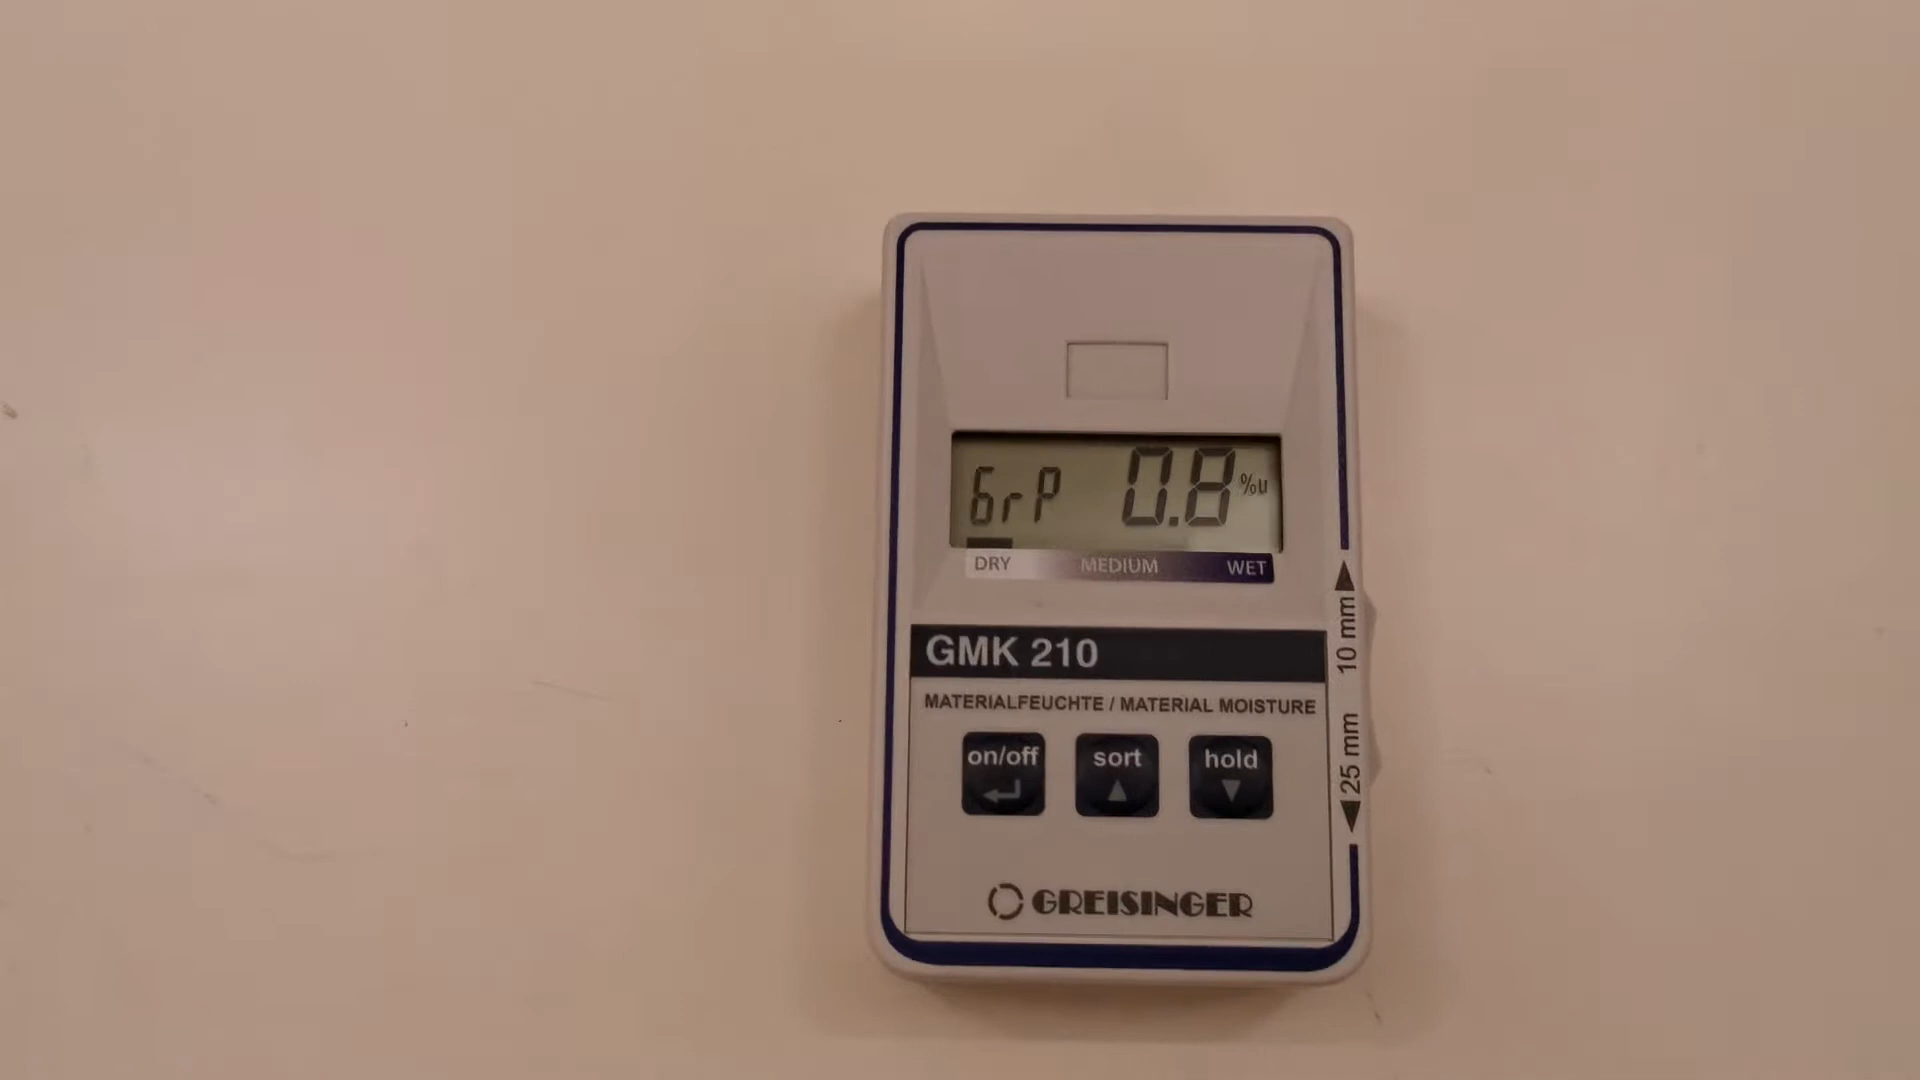 GrP 0.8 %u
DRY MEDIUM WET
GMK 210
MATERIALFEUCHTE / MATERIAL MOISTURE
on/off sort hold
GREISINGER
10 mm
25 mm